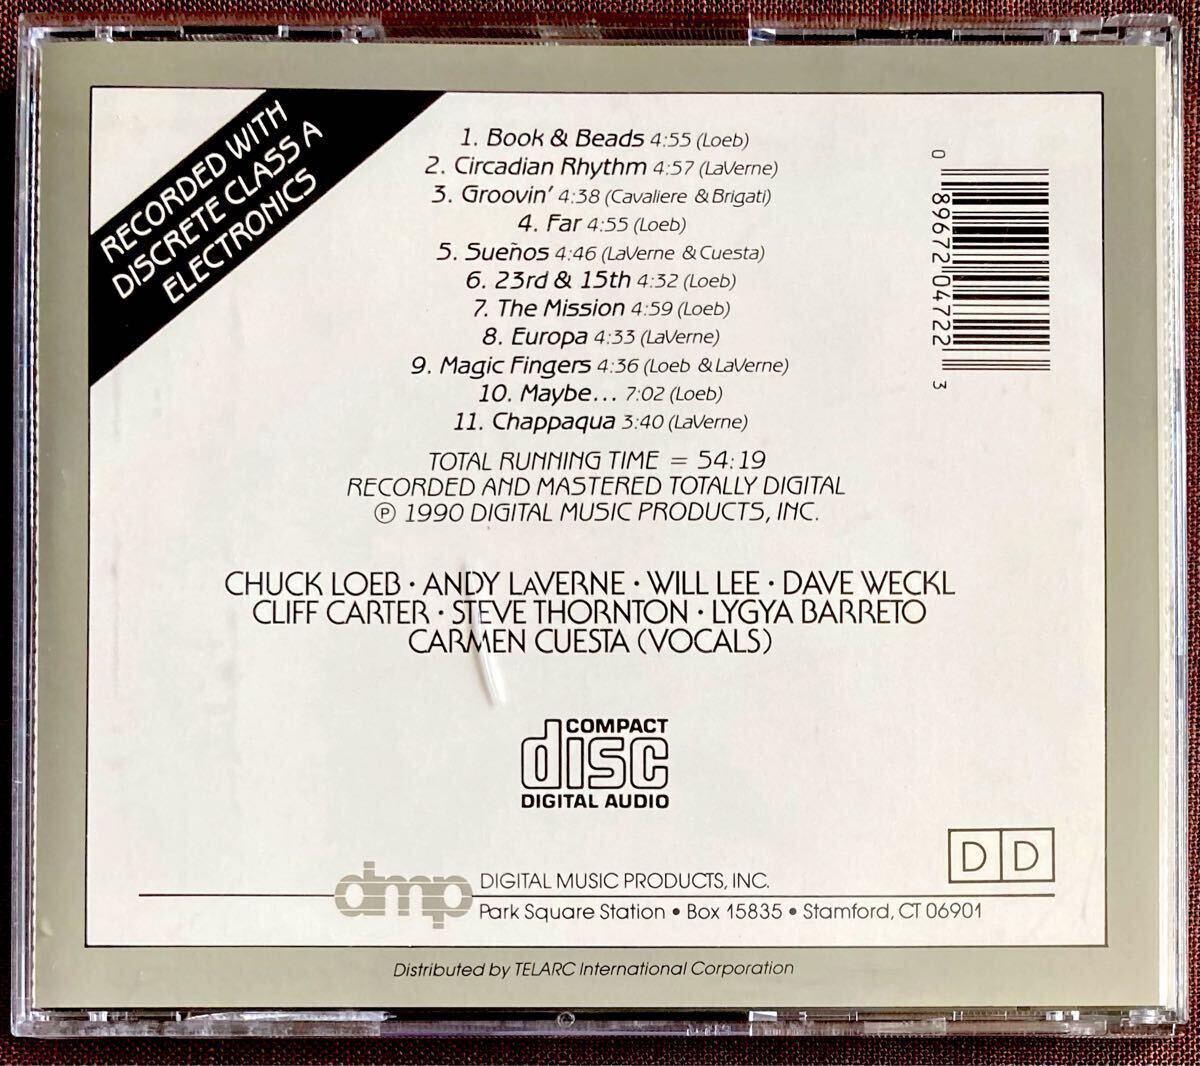 RECORDED WITH
DISCRETE CLASS A
ELECTRONICS
1. Book & Beads 4:55 (Loeb)
2. Circadian Rhythm 4:57 (LaVerne)
3. Groovin' 4:38 (Cavaliere & Brigati)
4. Far 4:55 (Loeb)
5. Sueños 4:46 (LaVerne & Cuesta)
6. 23rd & 15th 4:32 (Loeb)
7. The Mission 4:59 (Loeb)
8. Europa 4:33 (LaVerne)
9. Magic Fingers 4:36 (Loeb & LaVerne)
10. Maybe... 7:02 (Loeb)
11. Chappaqua 3:40 (LaVerne)
TOTAL RUNNING TIME = 54:19
RECORDED AND MASTERED TOTALLY DIGITAL
℗ 1990 DIGITAL MUSIC PRODUCTS, INC.
0 89672 04722 3
CHUCK LOEB · ANDY LAVERNE · WILL LEE · DAVE WECKL
CLIFF CARTER · STEVE THORNTON · LYGYA BARRETO
CARMEN CUESTA (VOCALS)
COMPACT
disc
DIGITAL AUDIO
D D
dmp
DIGITAL MUSIC PRODUCTS, INC.
Park Square Station • Box 15835 • Stamford, CT 06901
Distributed by TELARC International Corporation